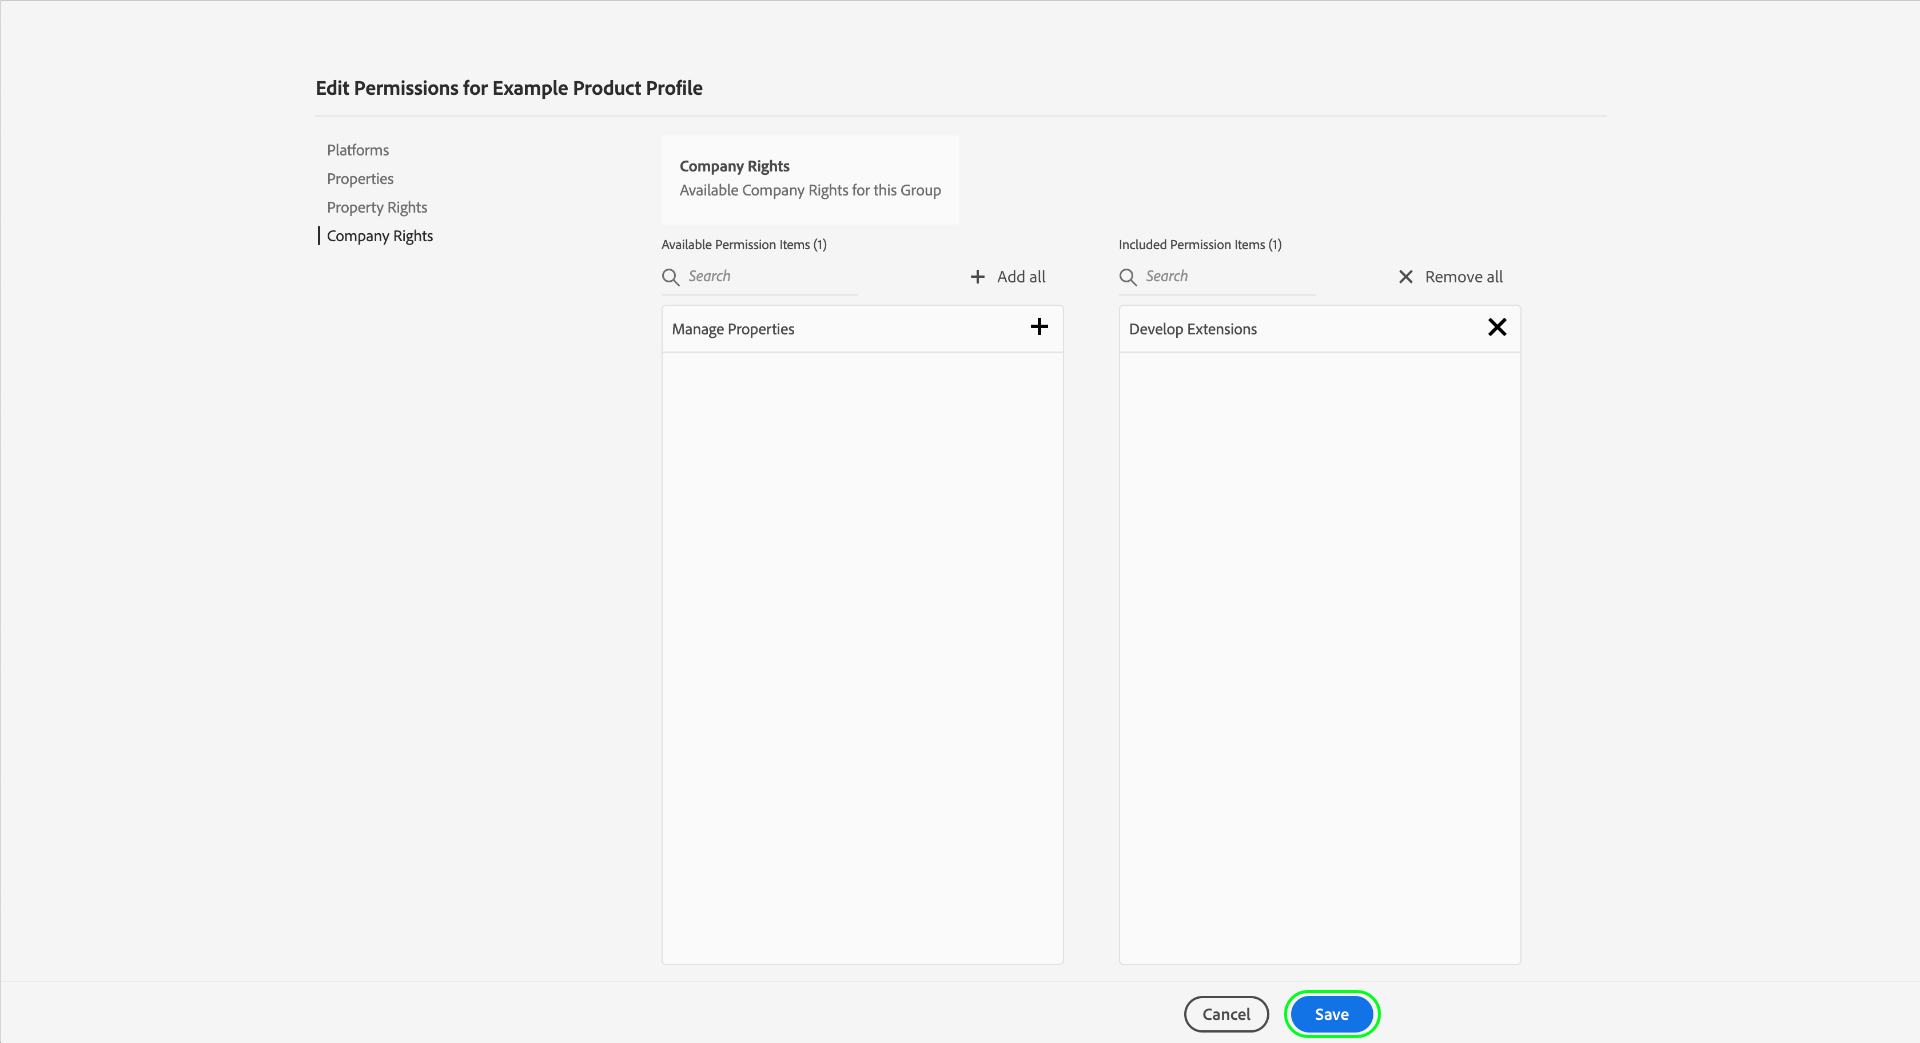 Edit Permissions for Example Product Profile
Platforms
Properties
Property Rights
Company Rights
Company Rights
Available Company Rights for this Group
Available Permission Items (1)
Search
Add all
Manage Properties
Included Permission Items (1)
Search
Remove all
Develop Extensions
Cancel
Save